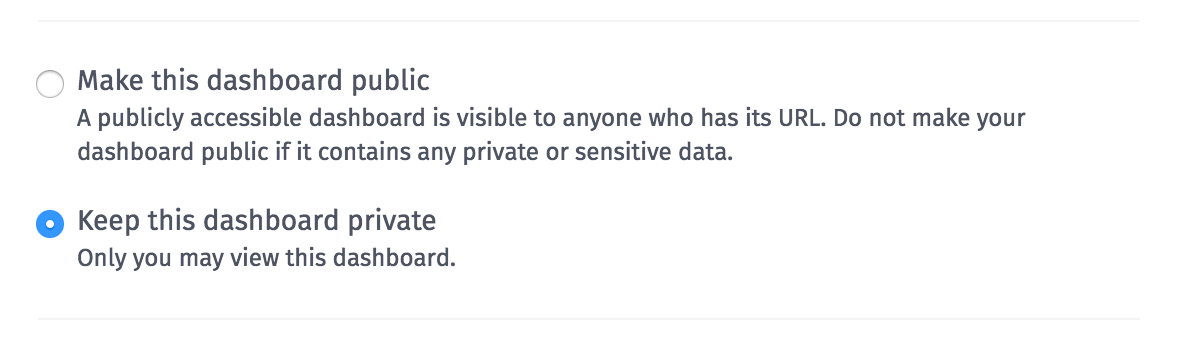 Make this dashboard public
A publicly accessible dashboard is visible to anyone who has its URL. Do not make your
dashboard public if it contains any private or sensitive data.
Keep this dashboard private
Only you may view this dashboard.